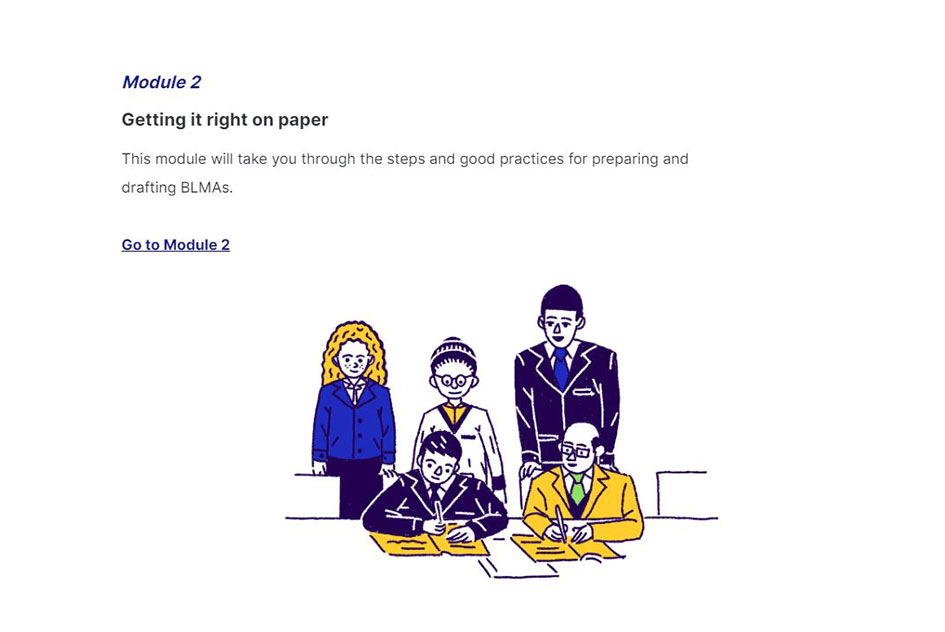 Module 2
Getting it right on paper
This module will take you through the steps and good practices for preparing and
drafting BLMAs.
Go to Module 2